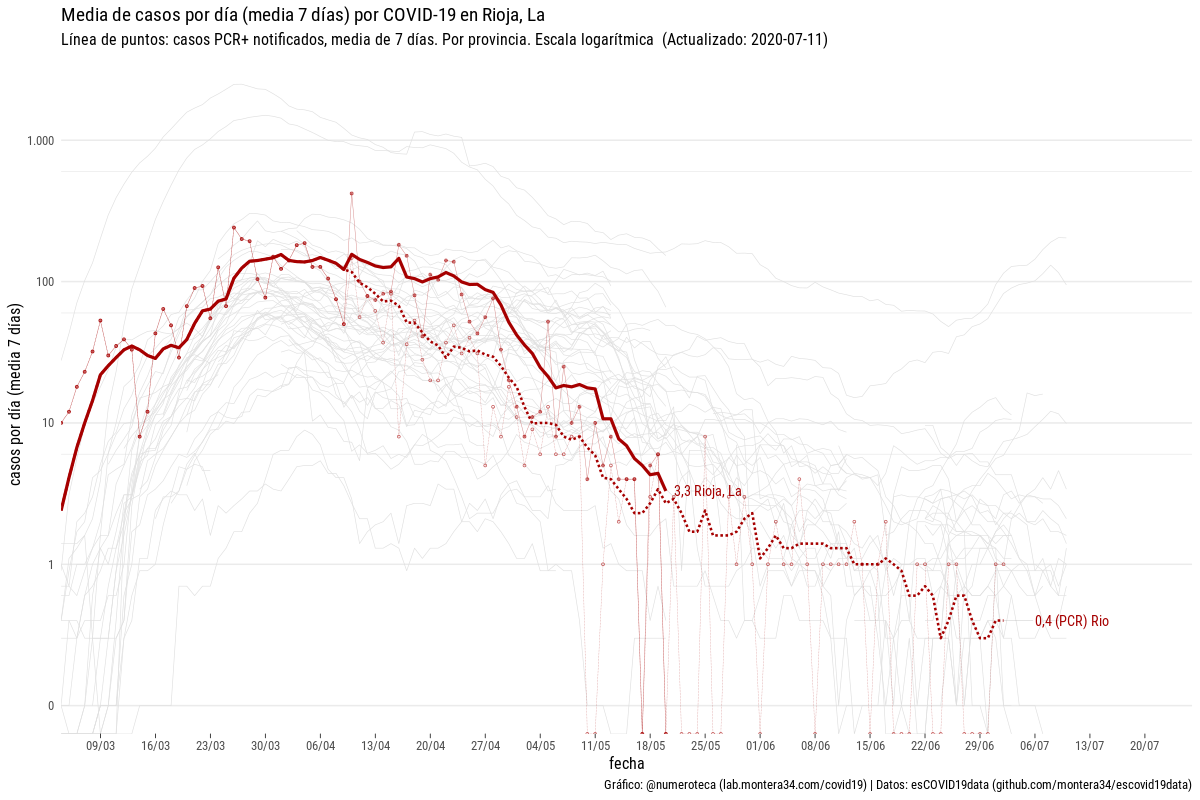 Media de casos por día (media 7 días) por COVID-19 en Rioja, La
Línea de puntos: casos PCR+ notificados, media de 7 días. Por provincia. Escala logarítmica (Actualizado: 2020-07-11)
casos por día (media 7 días)
1.000
100
10
1
0
3,3 Rioja, La
0,4 (PCR) Rio
09/03 16/03 23/03 30/03 06/04 13/04 20/04 27/04 04/05 11/05 18/05 25/05 01/06 08/06 15/06 22/06 29/06 06/07 13/07 20/07
fecha
Gráfico: @numeroteca (lab.montera34.com/covid19) | Datos: esCOVID19data (github.com/montera34/escovid19data)